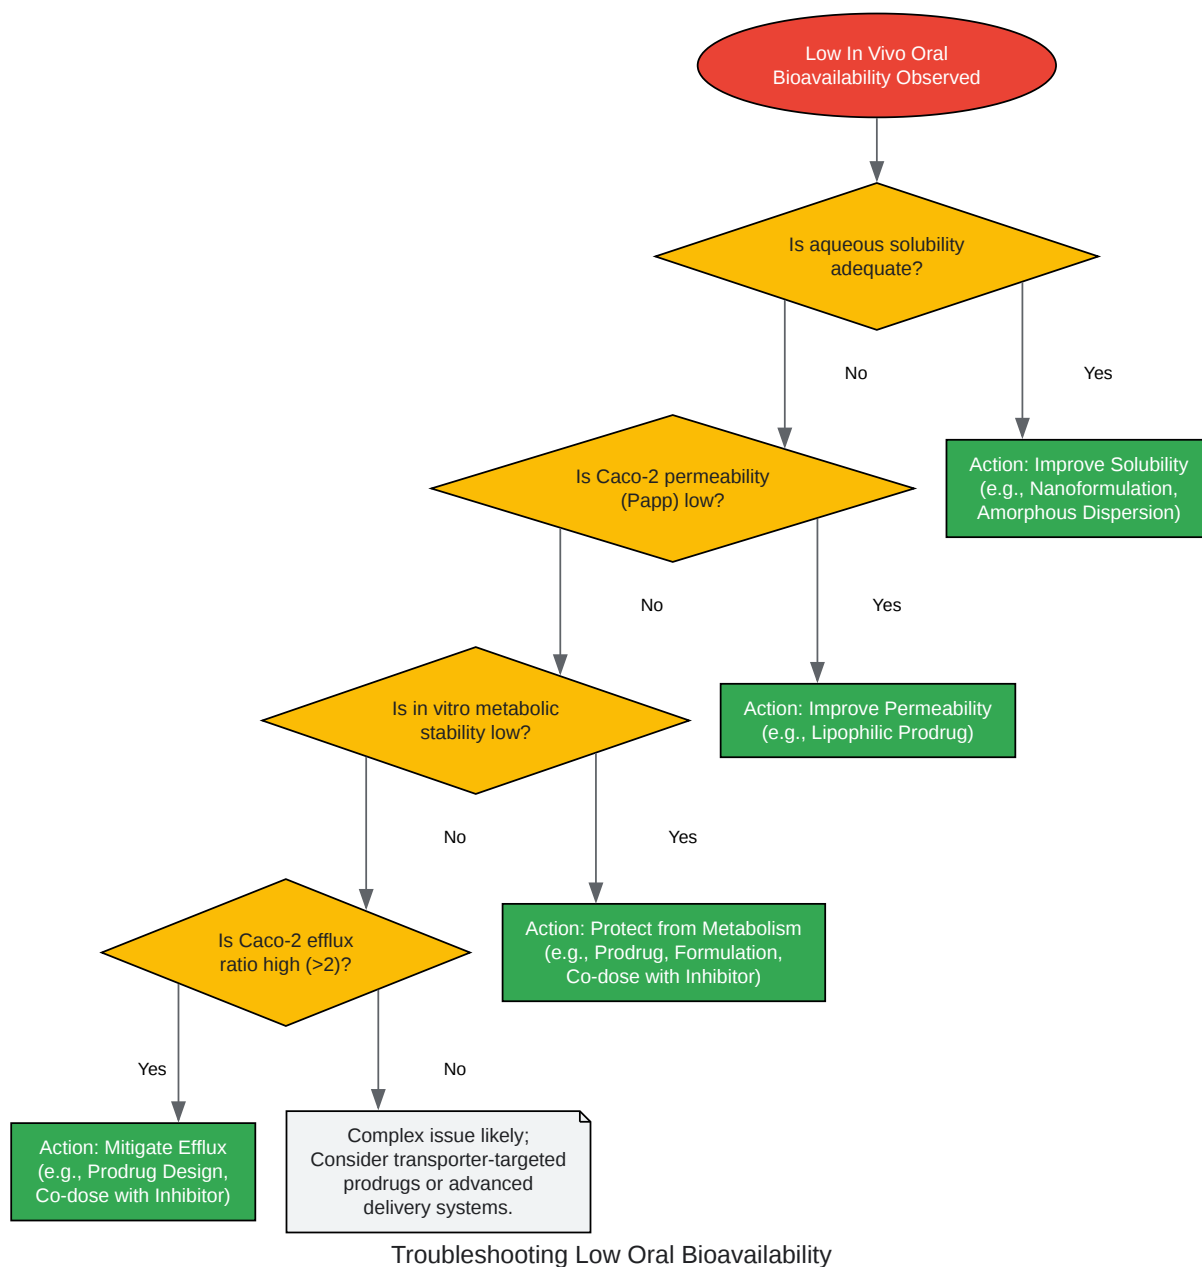 Low In Vivo Oral
Bioavailability Observed
Is aqueous solubility
adequate?
No
Yes
Is Caco-2 permeability
(Papp) low?
Action: Improve Solubility
(e.g., Nanoformulation,
Amorphous Dispersion)
No
Yes
Is in vitro metabolic
stability low?
Action: Improve Permeability
(e.g., Lipophilic Prodrug)
No
Yes
Is Caco-2 efflux
ratio high (>2)?
Action: Protect from Metabolism
(e.g., Prodrug, Formulation,
Co-dose with Inhibitor)
Yes
No
Action: Mitigate Efflux
(e.g., Prodrug Design,
Co-dose with Inhibitor)
Complex issue likely;
Consider transporter-targeted
prodrugs or advanced
delivery systems.
Troubleshooting Low Oral Bioavailability